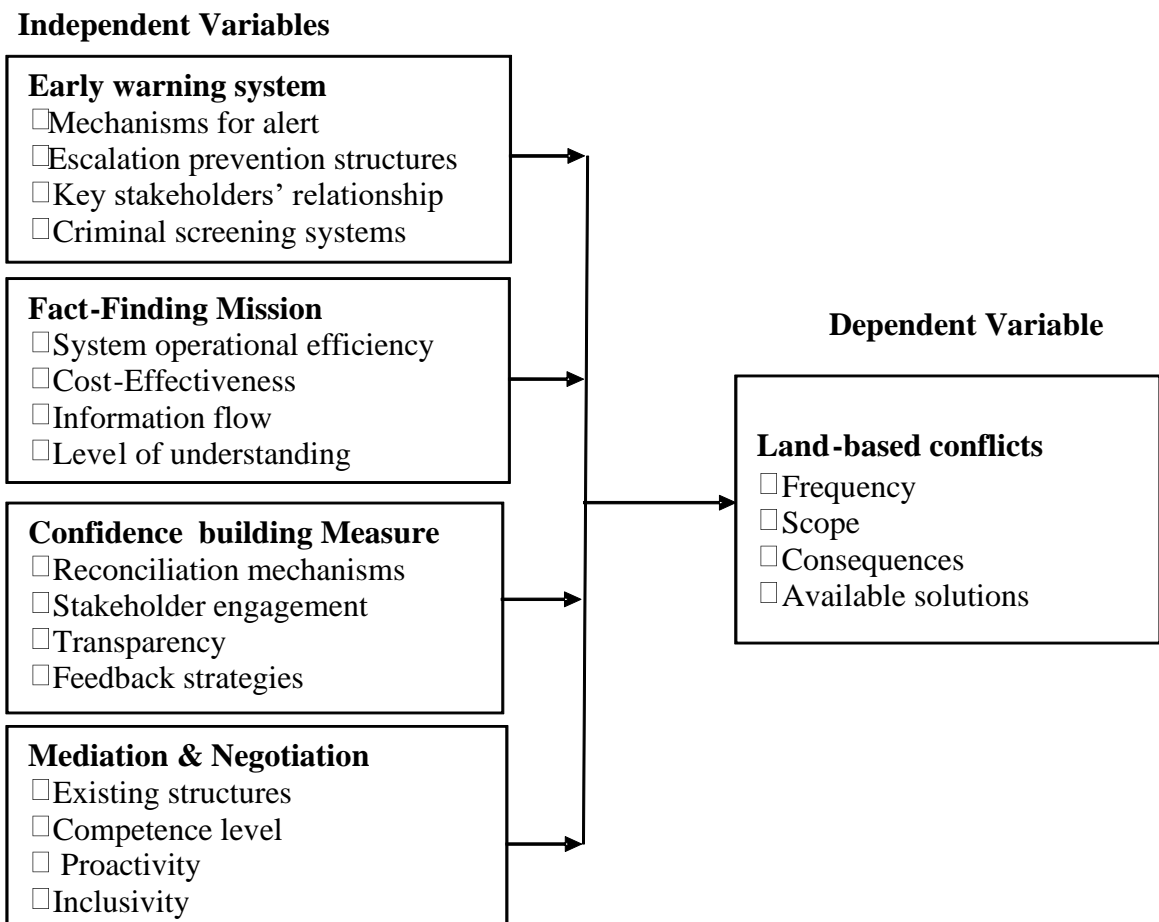 Independent Variables
Early warning system
Mechanisms for alert
Escalation prevention structures
Key stakeholders’ relationship
Criminal screening systems
Fact-Finding Mission
System operational efficiency
Cost-Effectiveness
Information flow
Level of understanding
Confidence building Measure
Reconciliation mechanisms
Stakeholder engagement
Transparency
Feedback strategies
Mediation & Negotiation
Existing structures
Competence level
Proactivity
Inclusivity
Dependent Variable
Land-based conflicts
Frequency
Scope
Consequences
Available solutions